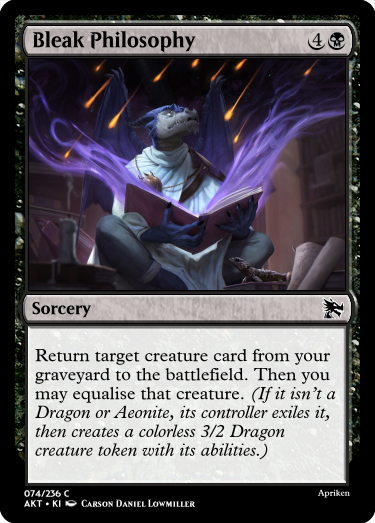 Bleak Philosophy 4
Sorcery
Return target creature card from your
graveyard to the battlefield. Then you
may equalise that creature. (If it isn't a
Dragon or Aeonite, its controller exiles it,
then creates a colorless 3/2 Dragon
creature token with its abilities.)
074/236 C
Apriken
AKT • KI Carson Daniel Lowmiller